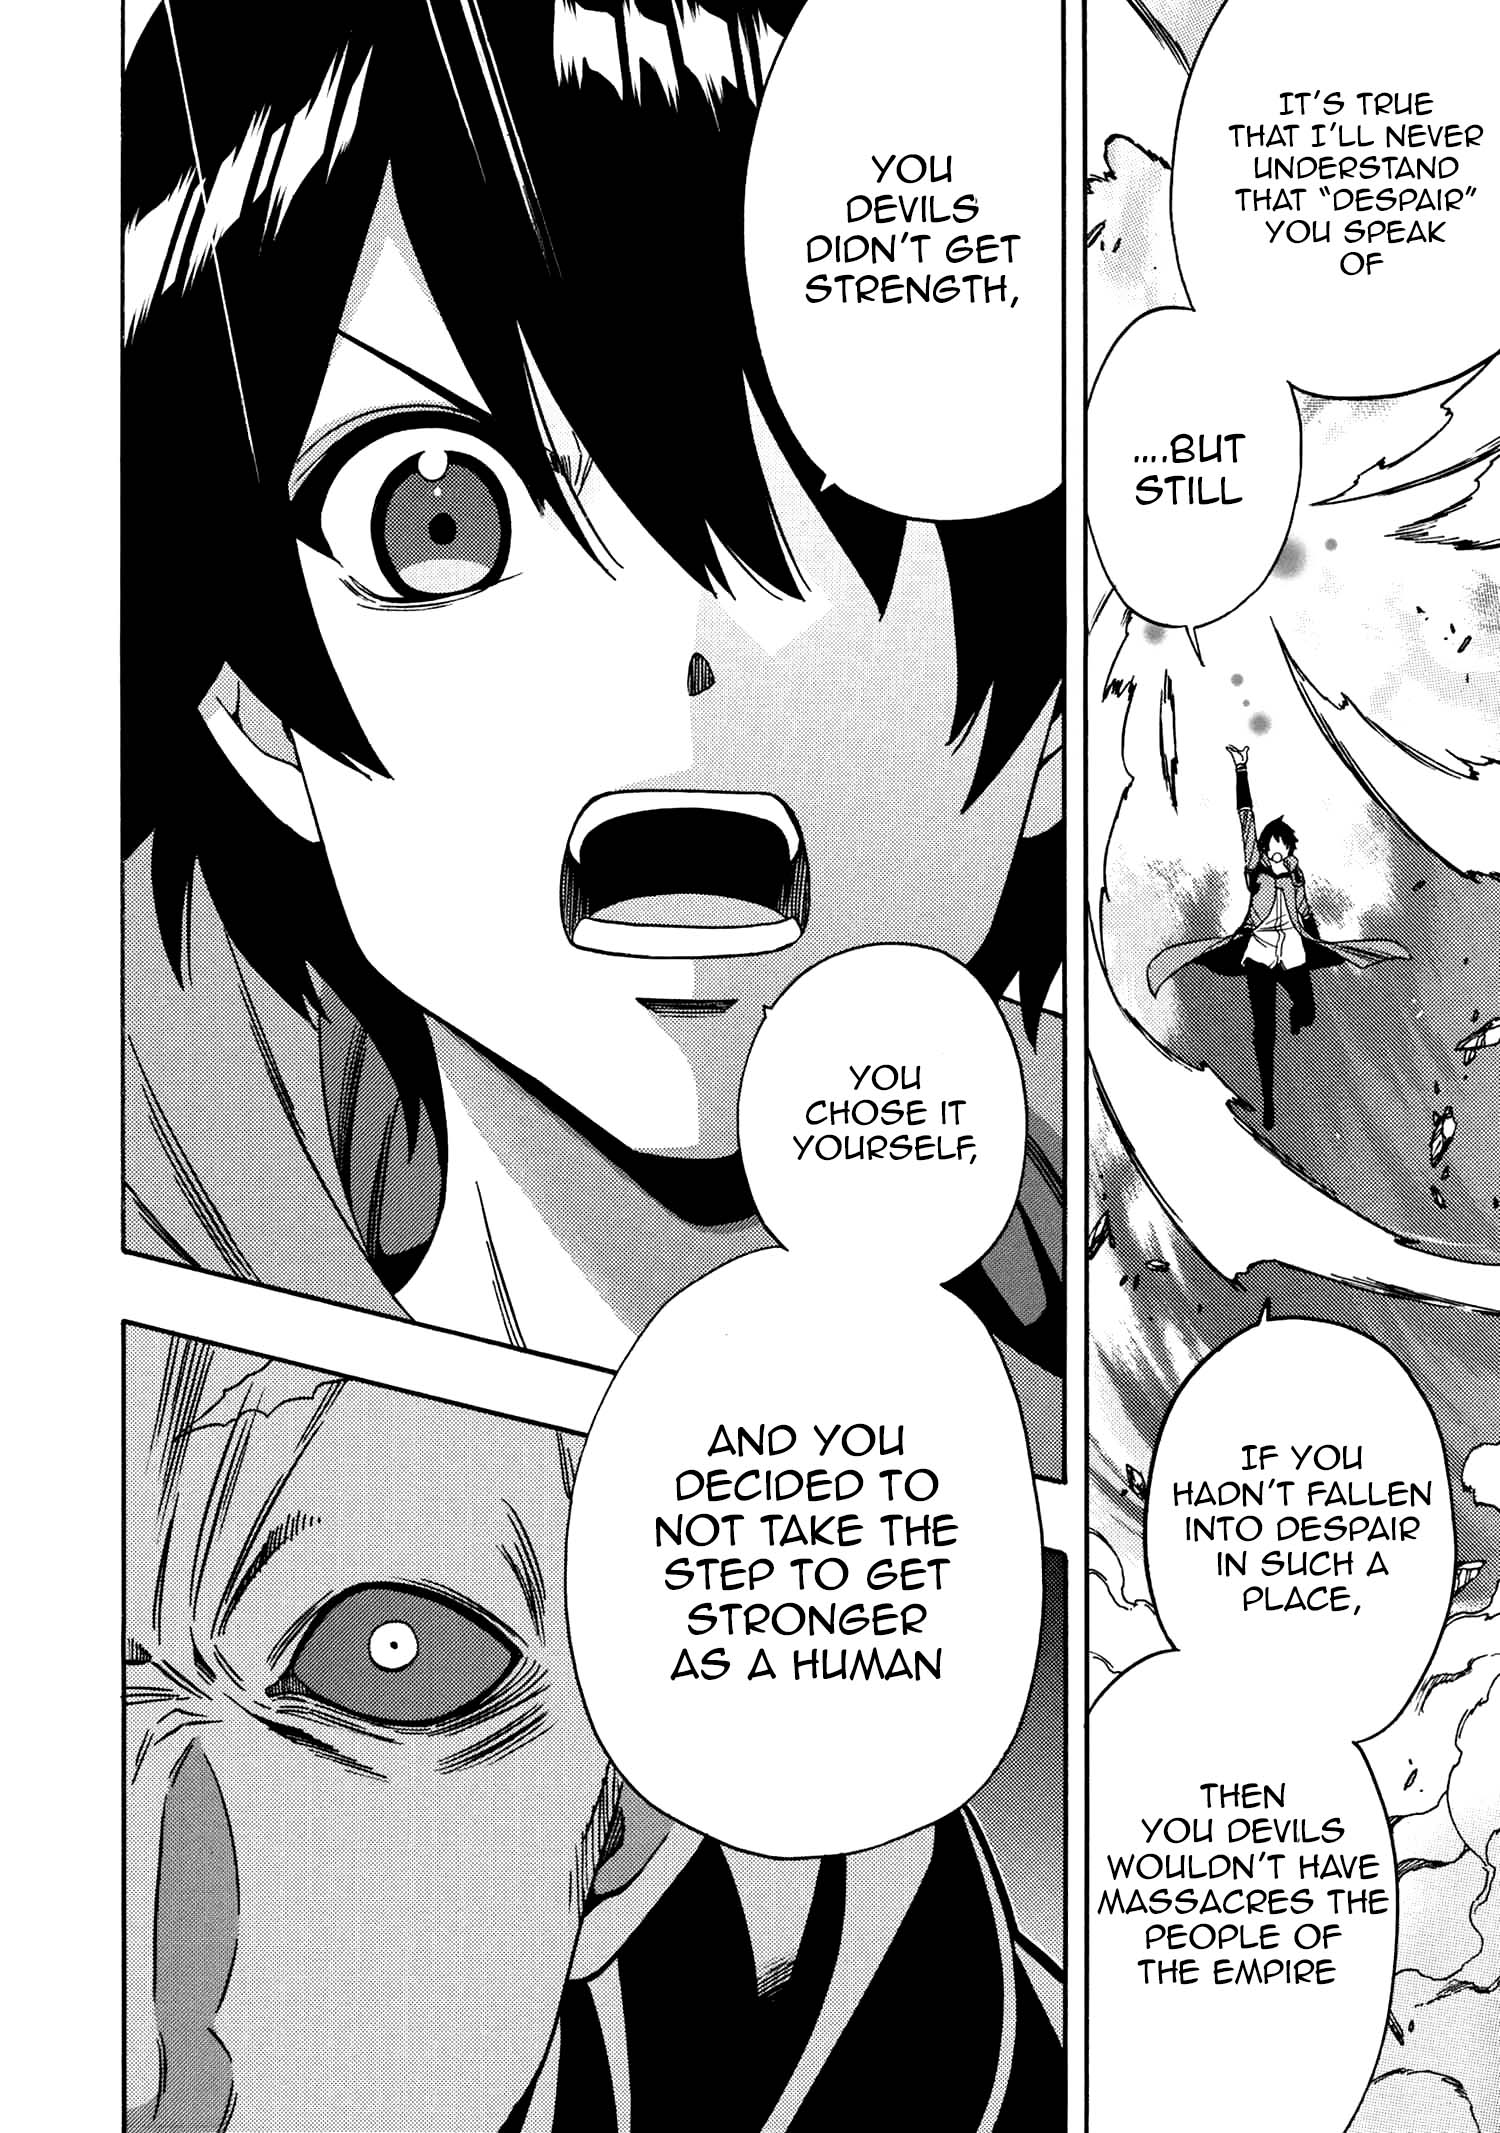 IT'S TRUE
THAT I'LL NEVER
UNDERSTAND
THAT "DESPAIR"
YOU SPEAK
OF
....BUT
STILL
IF YOU
HADN'T FALLEN
INTO DESPAIR
IN SUCH A
PLACE,
THEN
YOU DEVILS
WOULDN'T HAVE
MASSACRES THE
PEOPLE OF
THE EMPIRE
YOU
DEVILS
DIDN'T GET
STRENGTH,
YOU
CHOSE IT
YOURSELF,
AND YOU
DECIDED TO
NOT TAKE THE
STEP TO GET
STRONGER
AS A HUMAN